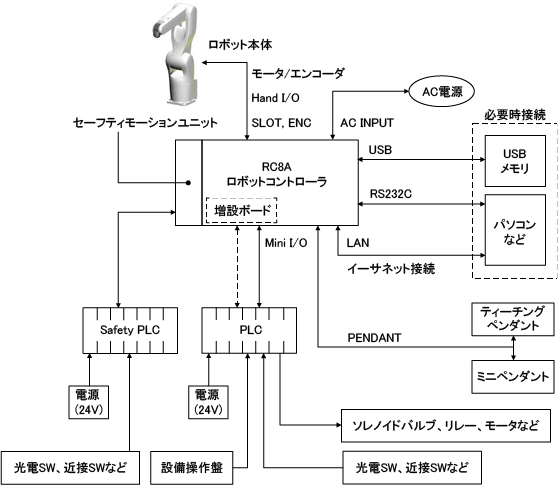 ロボット本体
モータ/エンコーダ
Hand I/O
SLOT, ENC
AC電源
AC INPUT
必要時接続
セーフティモーションユニット
USB
USB
メモリ
RC8A
ロボットコントローラ
RS232C
増設ボード
パソコン
など
Mini I/O
LAN
イーサネット接続
ティーチング
ペンダント
Safety PLC
PLC
PENDANT
ミニペンダント
電源
(24V)
電源
(24V)
ソレノイドバルブ、リレー、モータなど
光電SW、近接SWなど
設備操作盤
光電SW、近接SWなど